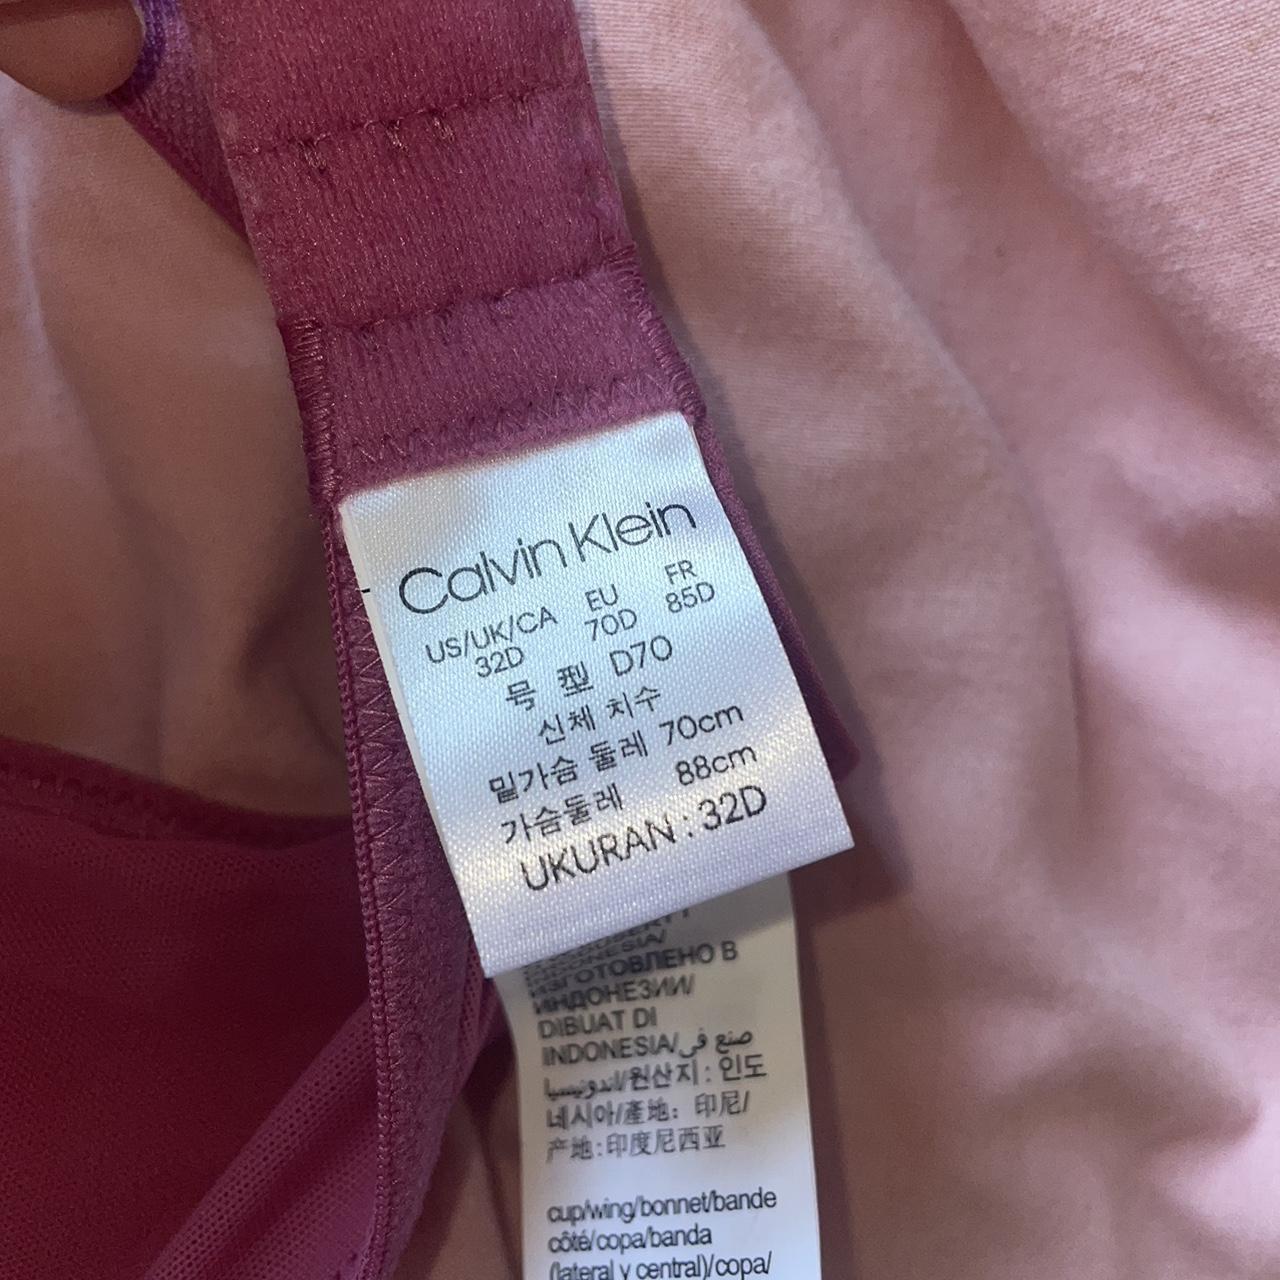 Calvin Klein
US/UK/CA EU FR
32D 70D 85D
号 型 D70
신체 치수
밑가슴 둘레 70cm
가슴둘레 88cm
UKURAN : 32D
INDONESIA/
ИЗГОТОВЛЕНО В
ИНДОНЕЗИИ/
DIBUAT DI
INDONESIA/صنع في
اندونيسيا/원산지 : 인도
네시아/產地: 印尼/
产地:印度尼西亚
cup/wing/bonnet/bande
côté/copa/banda
(lateral y central)/copa/